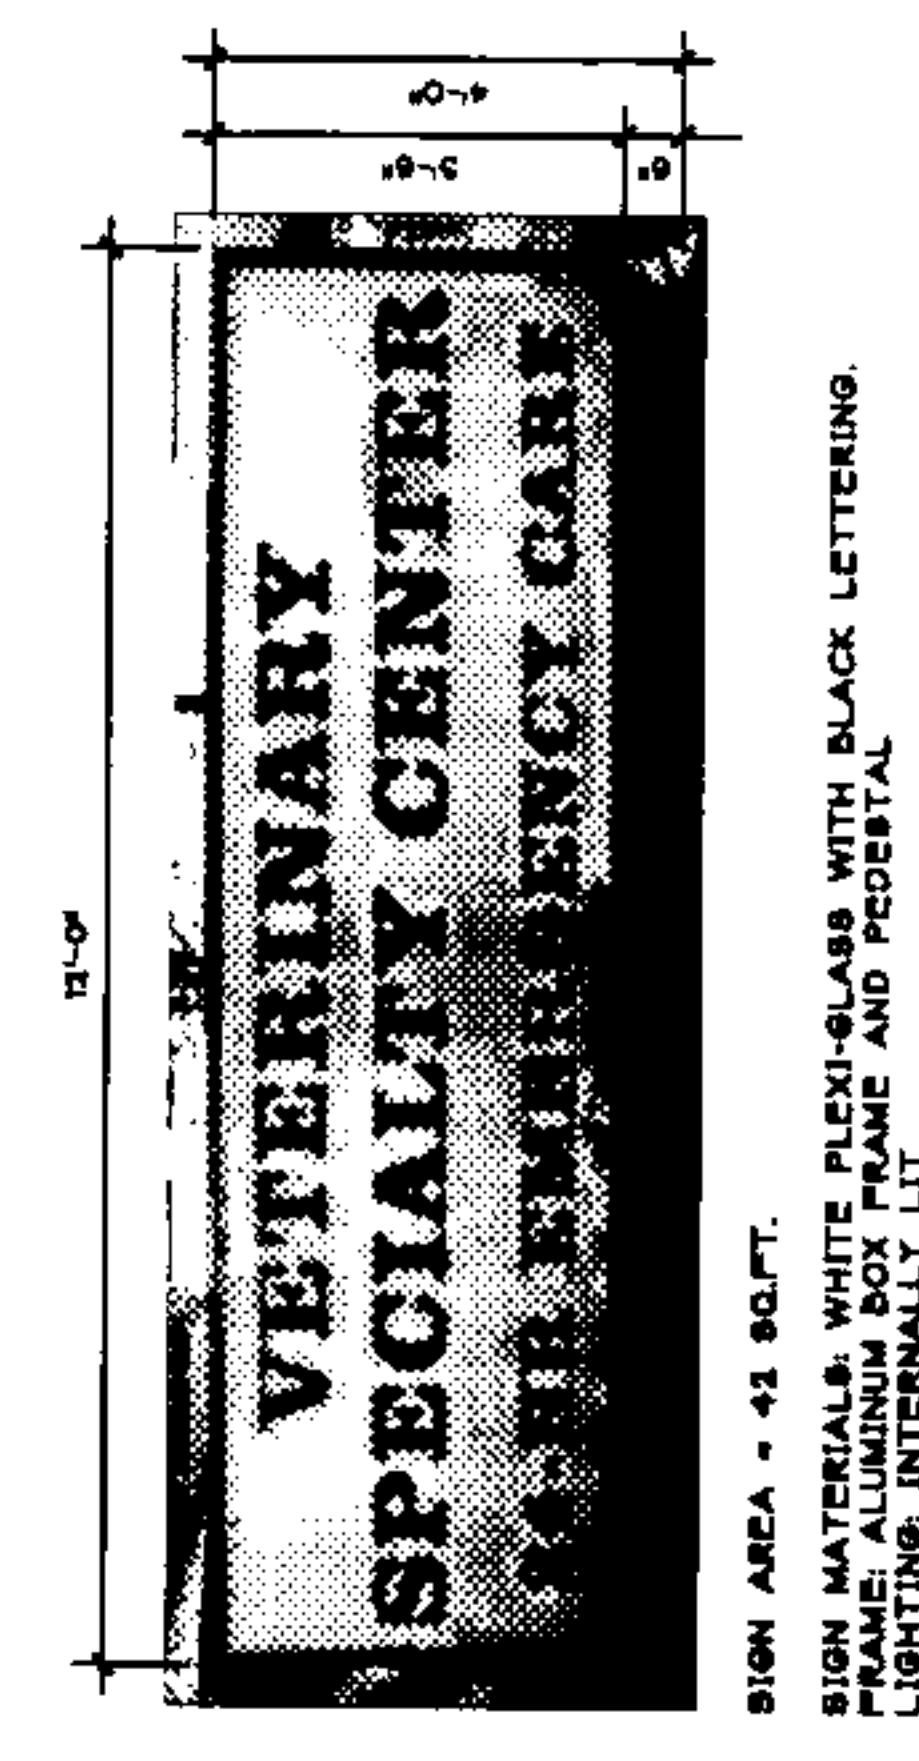 12'-0"
4'-0"
3'-6"
6"
VETERINARY
SPECIALTY CENTER
HR EMERGENCY CARE
SIGN AREA - 42 SQ.FT.
SIGN MATERIALS: WHITE PLEXI-GLASS WITH BLACK LETTERING.
FRAME: ALUMINUM BOX FRAME AND PEDESTAL
LIGHTING: INTERNALLY LIT